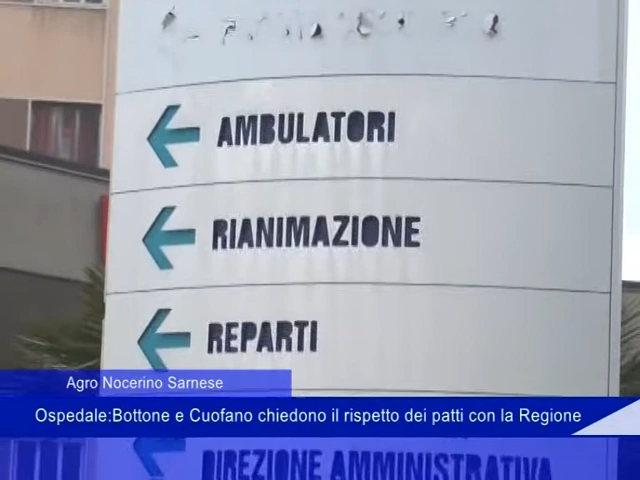 AMBULATORI
RIANIMAZIONE
REPARTI
Agro Nocerino Sarnese
Ospedale:Bottone e Cuofano chiedono il rispetto dei patti con la Regione
DIREZIONE AMMINISTRATIVA